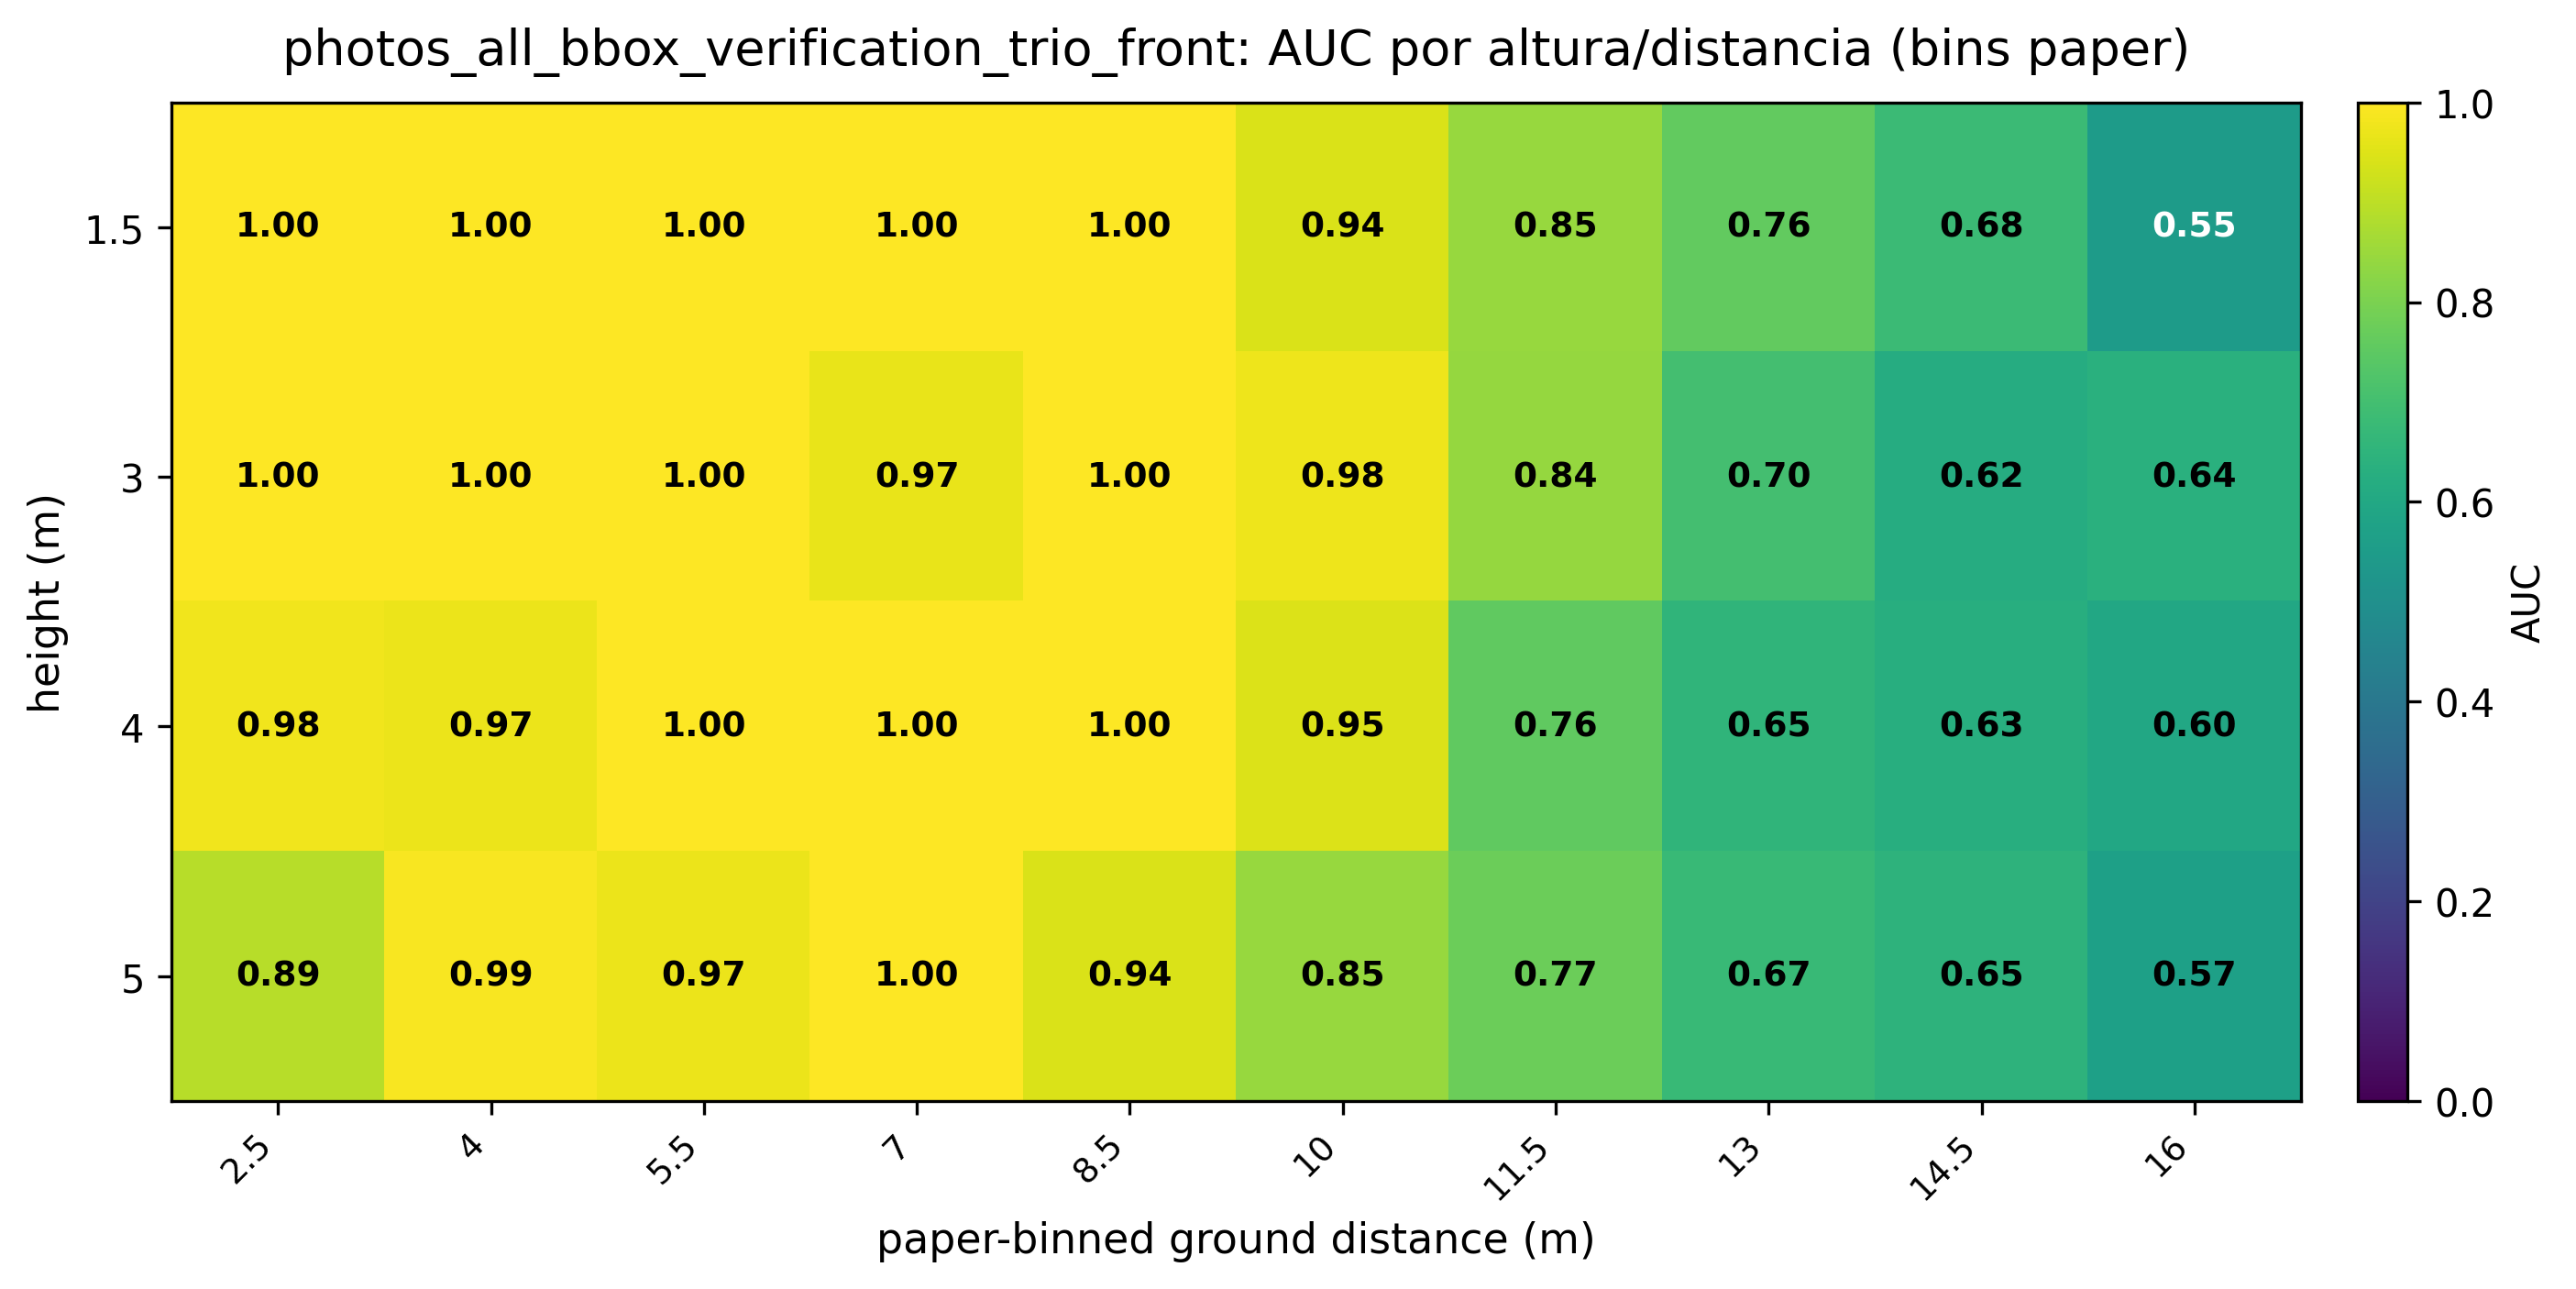 photos_all_bbox_verification_trio_front: AUC por altura/distancia (bins paper)
1.0
1.5 1.00 1.00 1.00 1.00 1.00 0.94 0.85 0.76 0.68 0.55
0.8
3 1.00 1.00 1.00 0.97 1.00 0.98 0.84 0.70 0.62 0.64
0.6
height (m)
AUC
4 0.98 0.97 1.00 1.00 1.00 0.95 0.76 0.65 0.63 0.60
0.4
0.2
5 0.89 0.99 0.97 1.00 0.94 0.85 0.77 0.67 0.65 0.57
0.0
2.5 4 5.5 7 8.5 10 11.5 13 14.5 16
paper-binned ground distance (m)